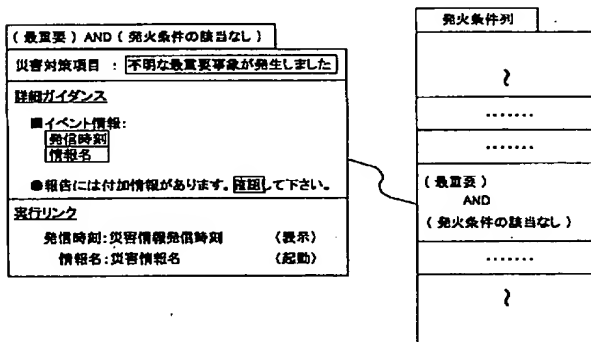 (最重要) AND (発火条件の該当なし)
災害対策項目 : 不明な最重要事象が発生しました
詳細ガイダンス
■イベント情報:
発信時刻
情報名
●報告には付加情報があります。確認して下さい。
実行リンク
発信時刻:災害情報発信時刻 〈表示〉
情報名:災害情報名 〈起動〉
発火条件列
〜
.......
.......
(最重要)
AND
(発火条件の該当なし)
.......
〜